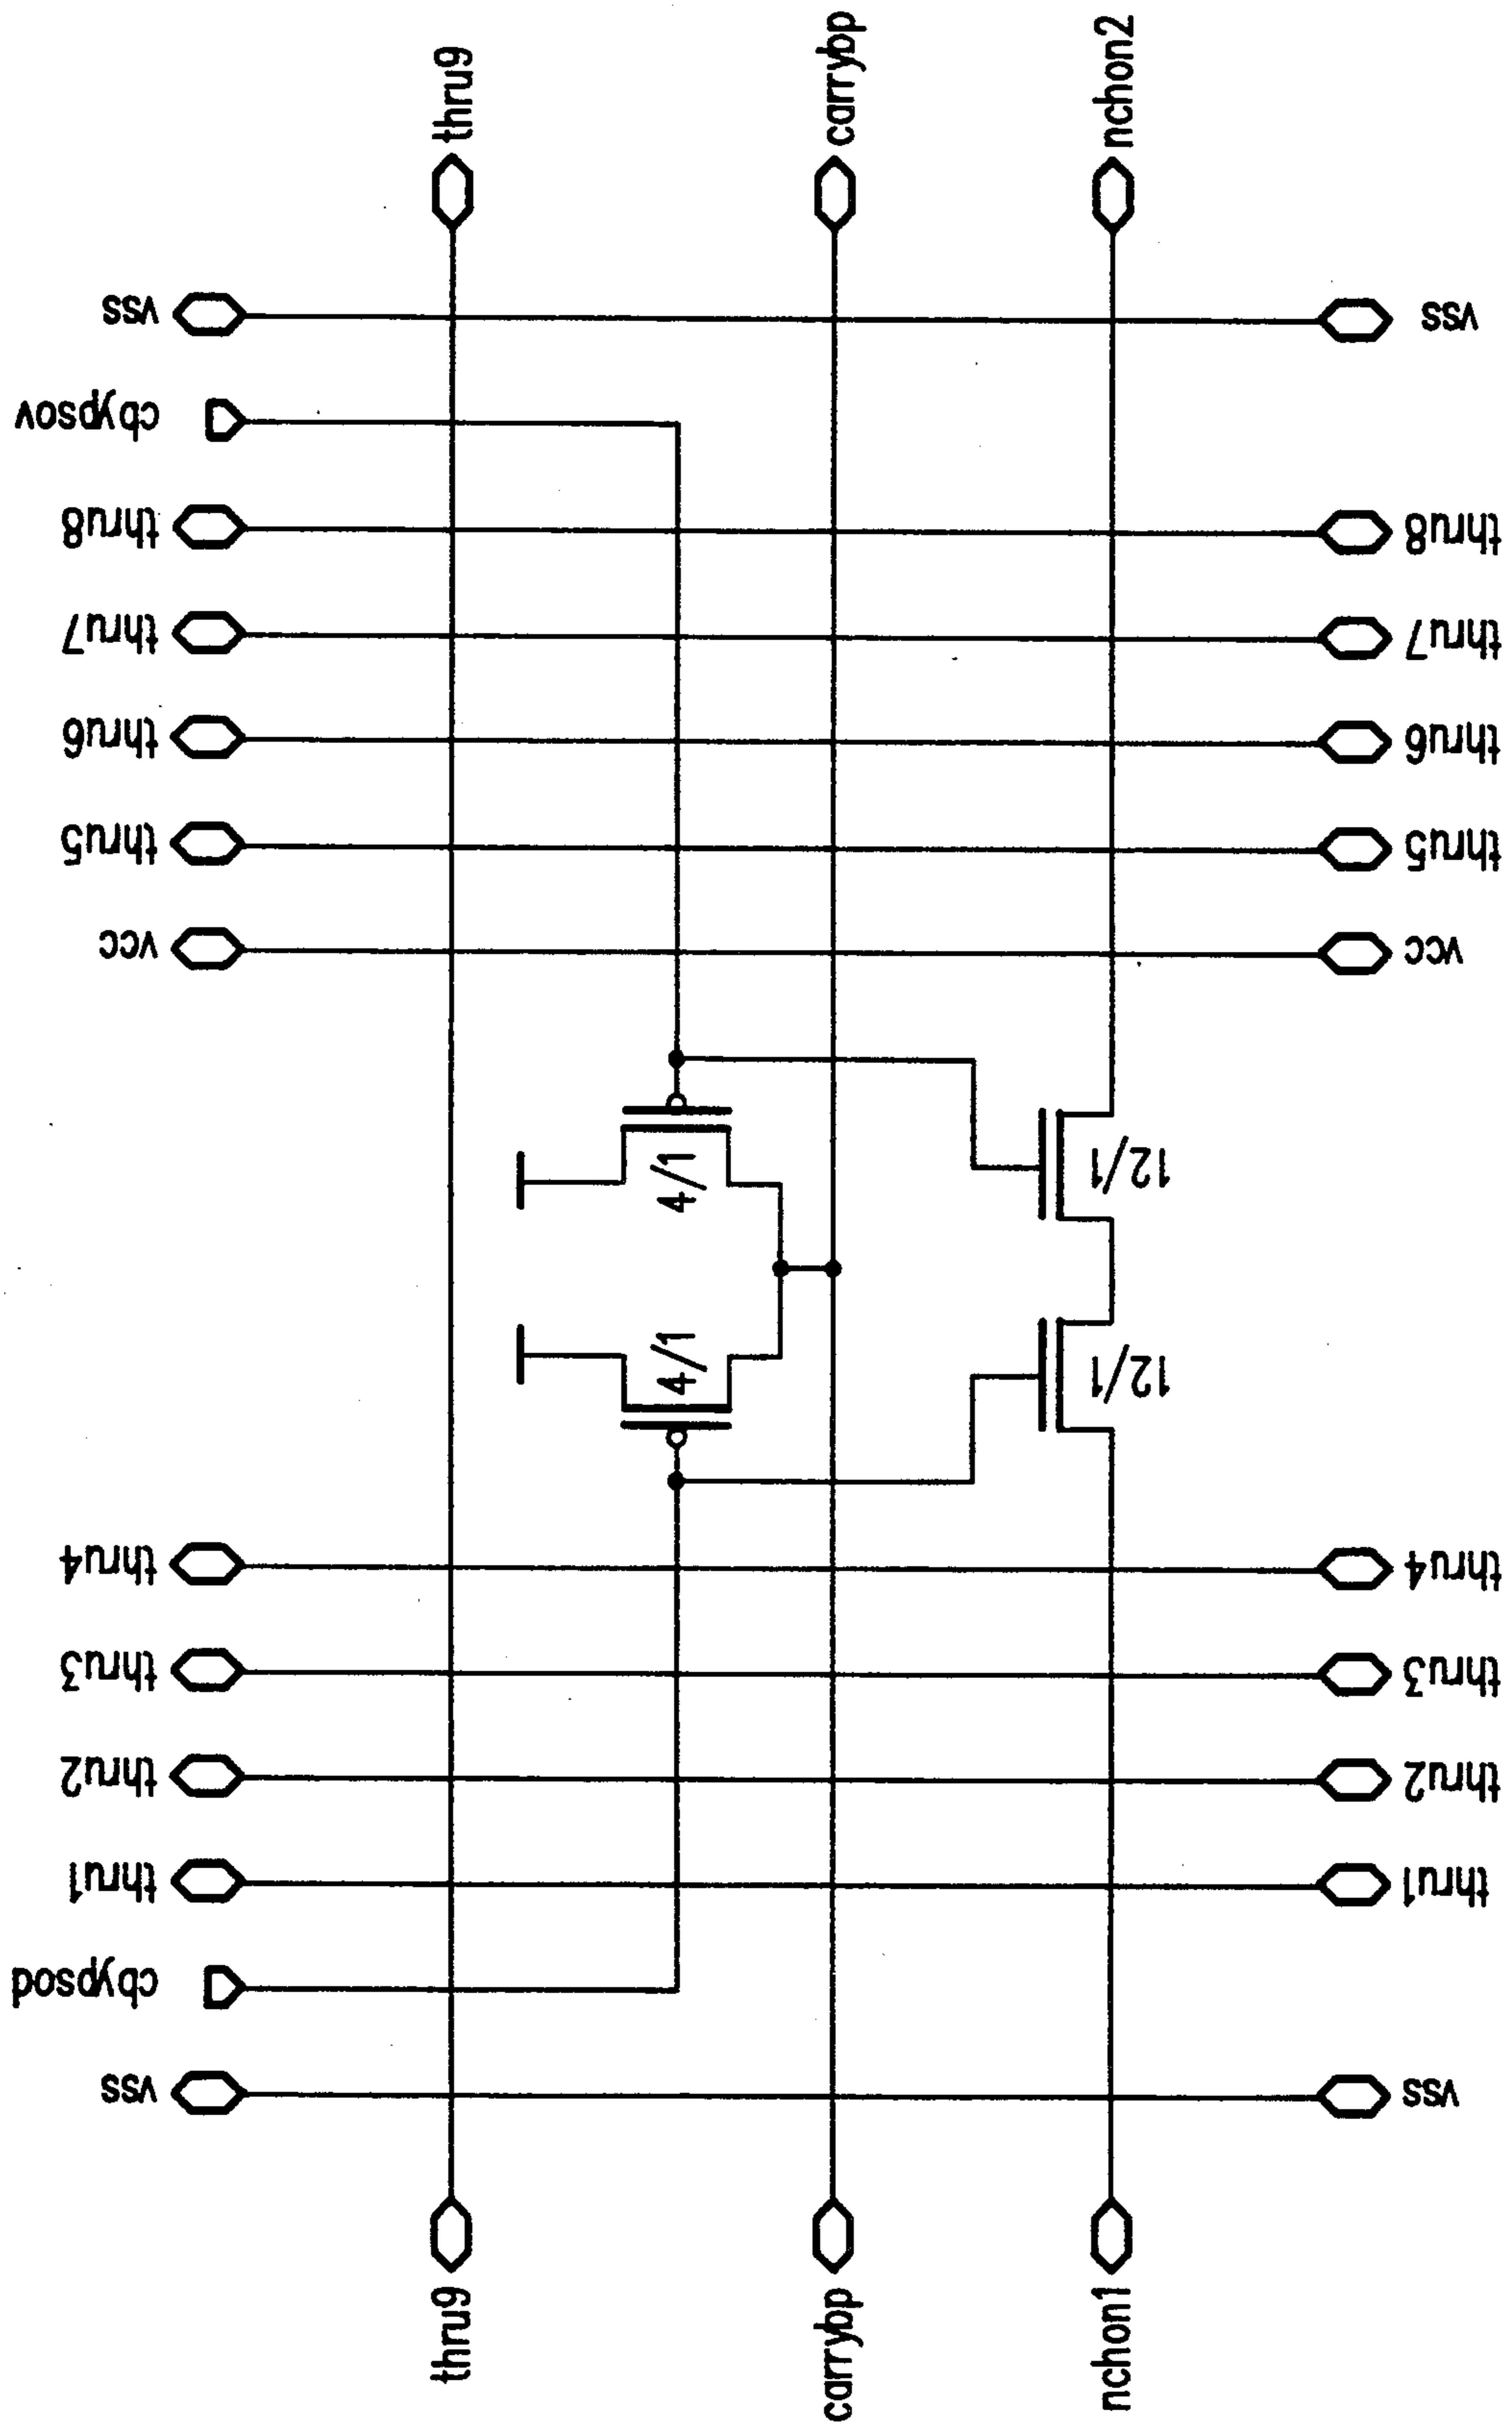 thru9
carrybp
nchon2
vss
vss
cbypsov
thru8
thru8
thru7
thru7
thru6
thru6
thru5
thru5
vcc
vcc
4/1
12/1
4/1
12/1
thru4
thru4
thru3
thru3
thru2
thru2
thru1
thru1
cbypsod
vss
vss
thru9
carrybp
nchon1